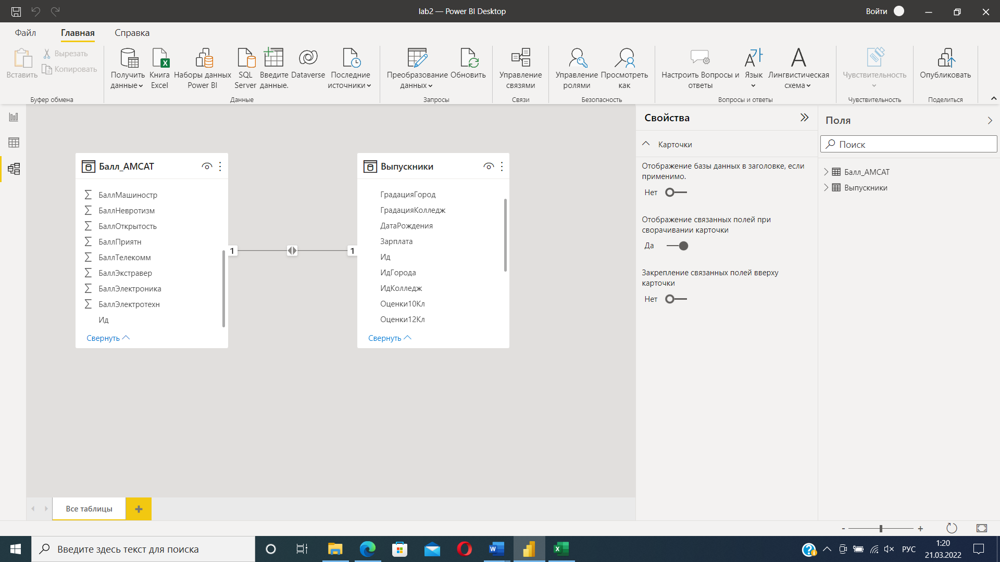 lab2 — Power BI Desktop
Войти
Файл
Главная
Справка
Вставить
Вырезать
Копировать
Буфер обмена
Получить данные
Книга Excel
Наборы данных Power BI
SQL Server
Введите данные.
Dataverse
Последние источники
Данные
Преобразование данных
Обновить
Запросы
Управление связями
Связи
Управление ролями
Просмотреть как
Безопасность
Настроить Вопросы и ответы
Язык
Лингвистическая схема
Вопросы и ответы
Чувствительность
Чувствительность
Опубликовать
Поделиться
Балл_АМСАТ
БаллМашиностр
БаллНевротизм
БаллОткрытость
БаллПриятн
БаллТелекомм
БаллЭкстравер
БаллЭлектроника
БаллЭлектротехн
Ид
Свернуть
1
1
Выпускники
ГрадацияГород
ГрадацияКолледж
ДатаРождения
Зарплата
Ид
ИдГорода
ИдКолледж
Оценки10Кл
Оценки12Кл
Свернуть
Свойства
Карточки
Отображение базы данных в заголовке, если
применимо.
Нет
Отображение связанных полей при
сворачивании карточки
Да
Закрепление связанных полей вверху
карточки
Нет
Поля
Поиск
Балл_АМСАТ
Выпускники
Все таблицы
Введите здесь текст для поиска
РУС
1:20
21.03.2022